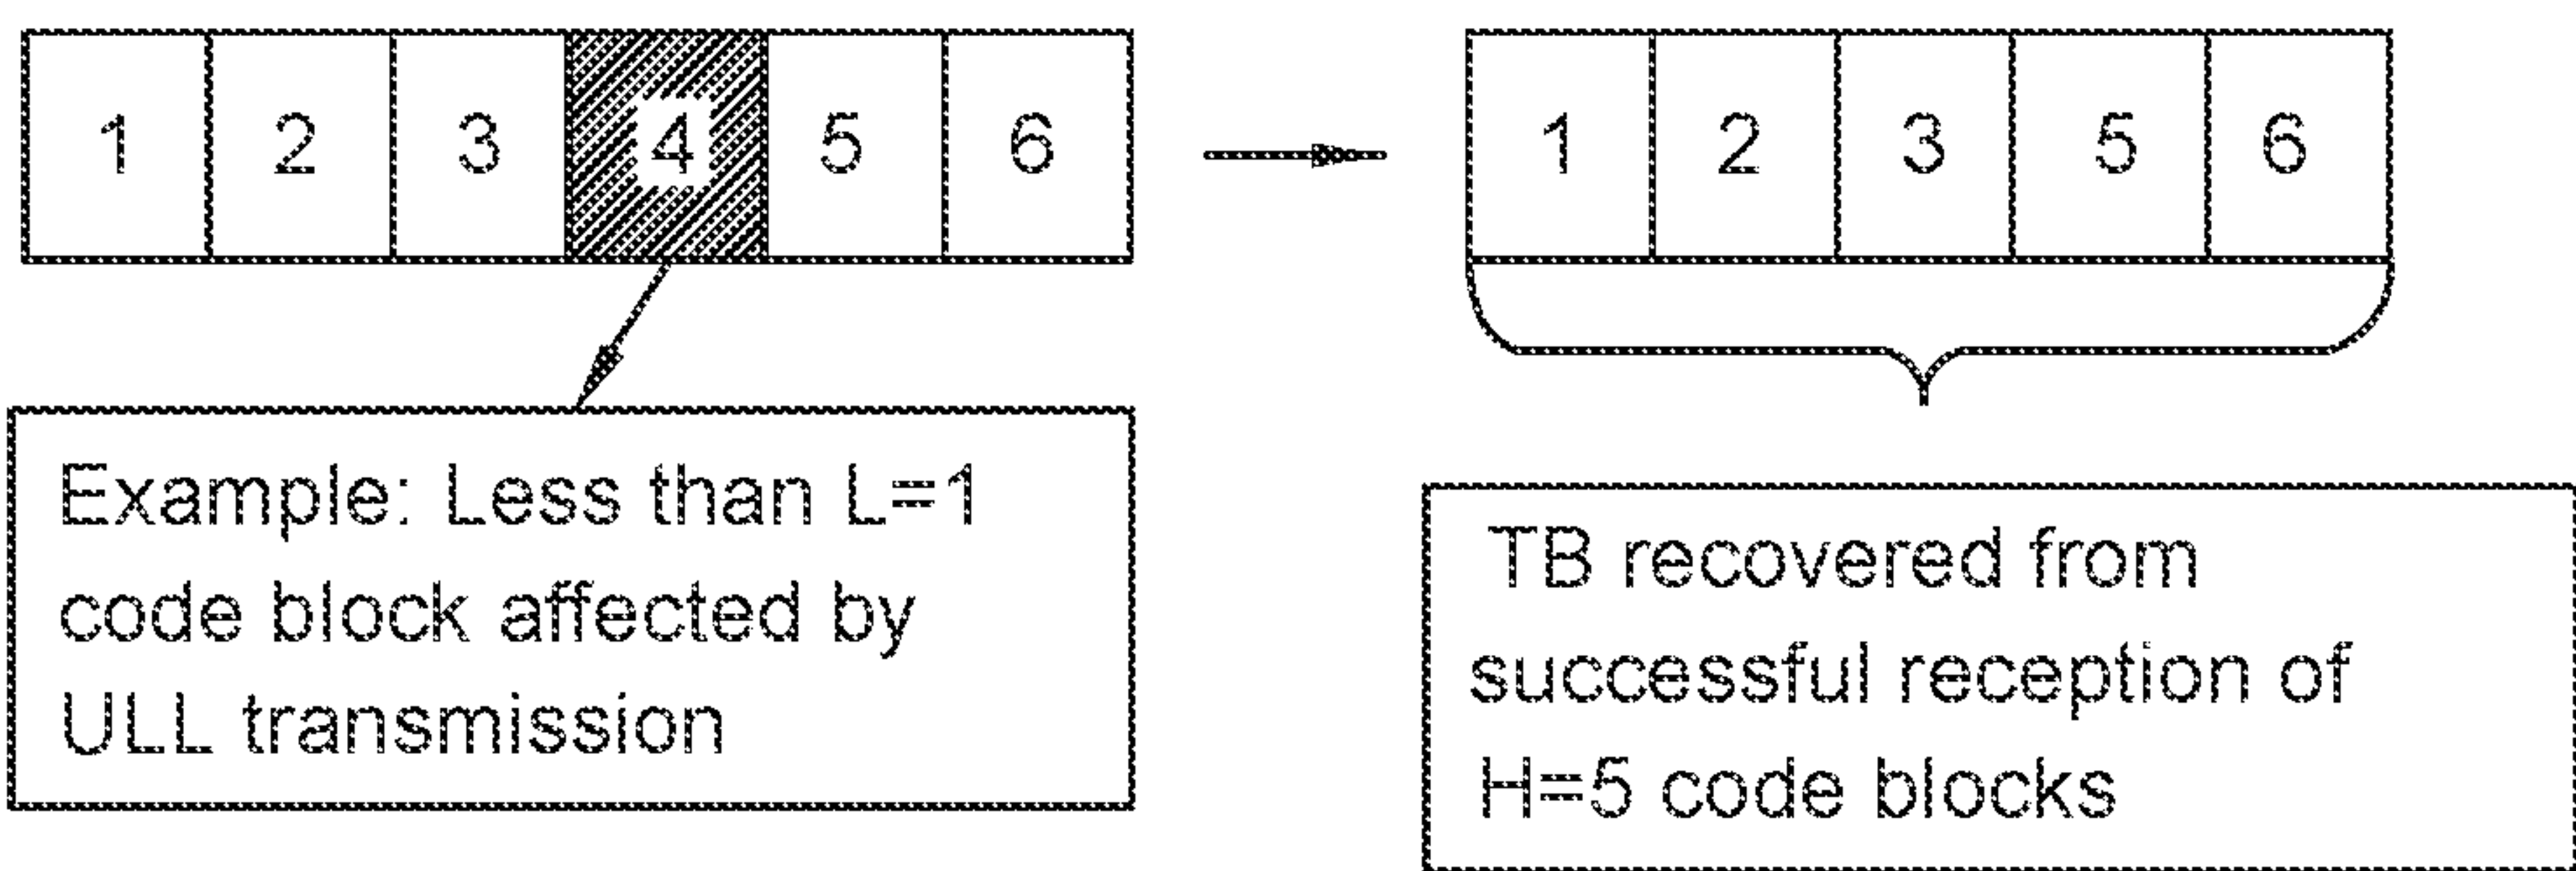 1 2 3 4 5 6
1 2 3 5 6
Example: Less than L=1
code block affected by
ULL transmission
TB recovered from
successful reception of
H=5 code blocks